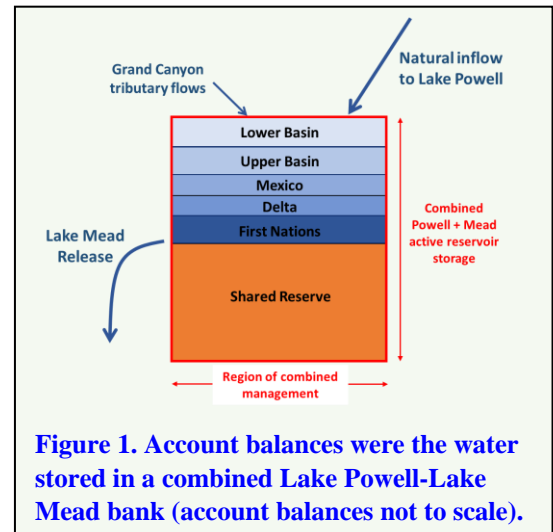 Grand Canyon
tributary flows
Natural inflow
to Lake Powell
Lower Basin
Upper Basin
Mexico
Delta
First Nations
Lake Mead
Release
Combined
Powell + Mead
active reservoir
storage
Shared Reserve
Region of combined
management
Figure 1. Account balances were the water
stored in a combined Lake Powell-Lake
Mead bank (account balances not to scale).